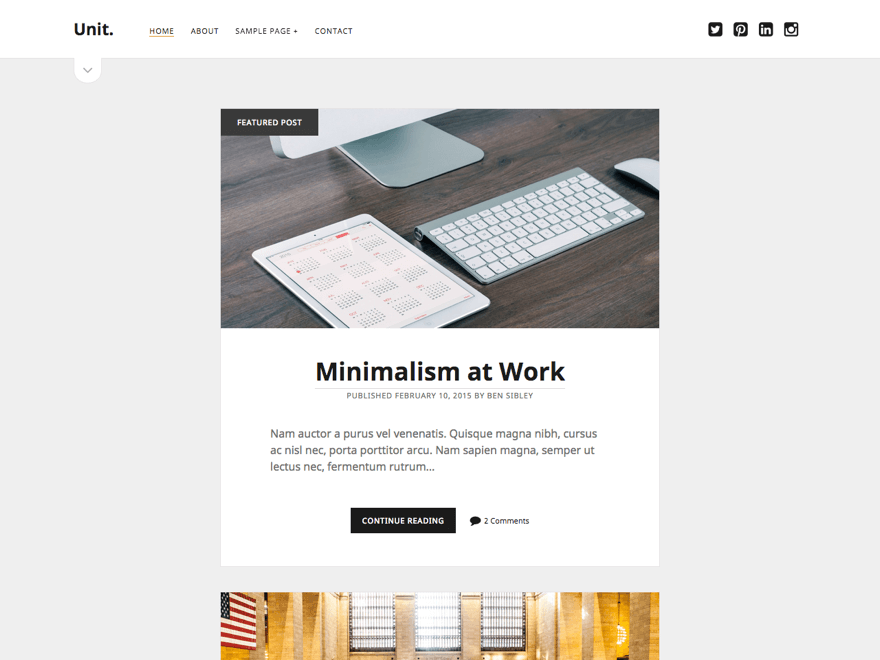 Unit.
HOME ABOUT SAMPLE PAGE + CONTACT
FEATURED POST
Minimalism at Work
PUBLISHED FEBRUARY 10, 2015 BY BEN SIBLEY
Nam auctor a purus vel venenatis. Quisque magna nibh, cursus
ac nisl nec, porta porttitor arcu. Nam sapien magna, semper ut
lectus nec, fermentum rutrum...
CONTINUE READING
2 Comments